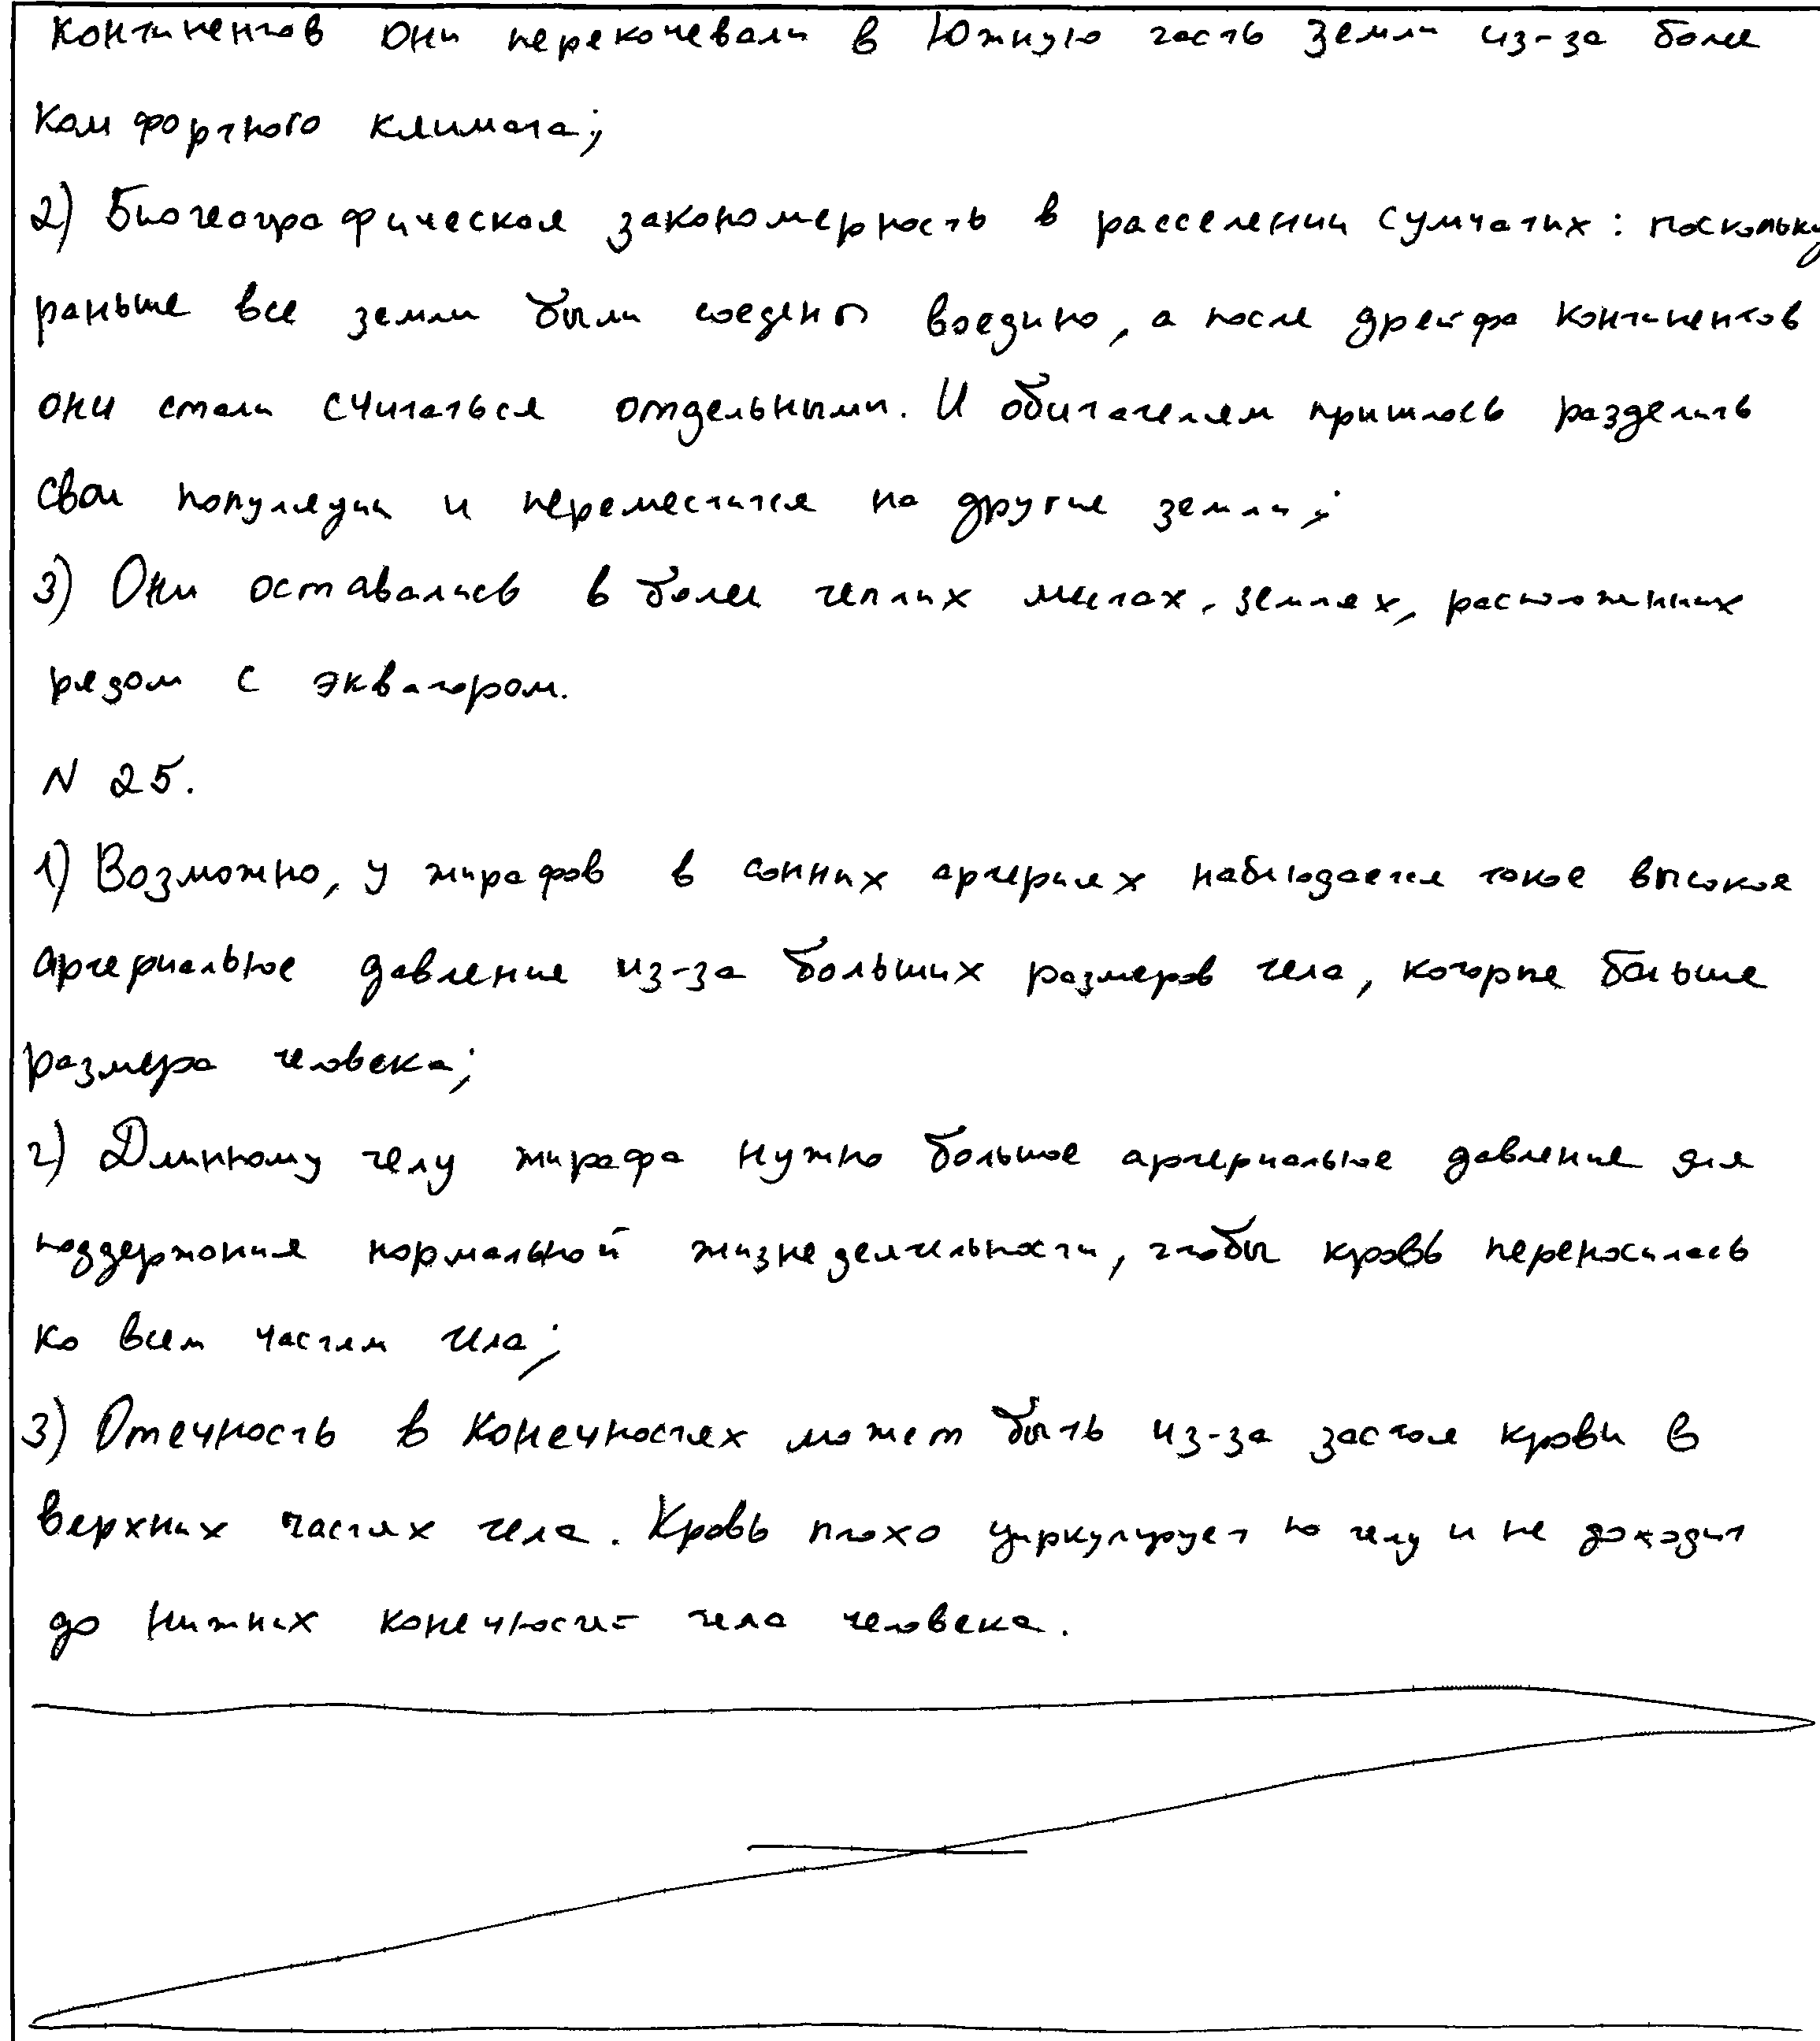 континентов они перекочевали в Южную часть Земли из-за более
комфортного климата;
2) Биогеографическая закономерность в расселении сумчатых: поскольку
раньше все земли были соедены воедино, а после дрейфа континентов
они стали считаться отдельными. И обитателям пришлось разделить
свои популяции и переместится на другие земли;
3) Они оставались в более теплых местах, землях, расположенных
рядом с экватором.
N 25.
1) Возможно, у жирафов в сонных артериях наблюдается такое высокое
артериальное давление из-за больших размеров тела, которые больше
размера человека;
2) Длинному телу жирафа нужно большое артериальное давление для
поддержания нормальной жизнедеятельности, чтобы кровь переносилась
ко всем частям тела;
3) Отечность в конечностях может быть из-за застоя крови в
верхних частях тела. Кровь плохо циркулирует по телу и не доходит
до нижних конечностей тела человека.